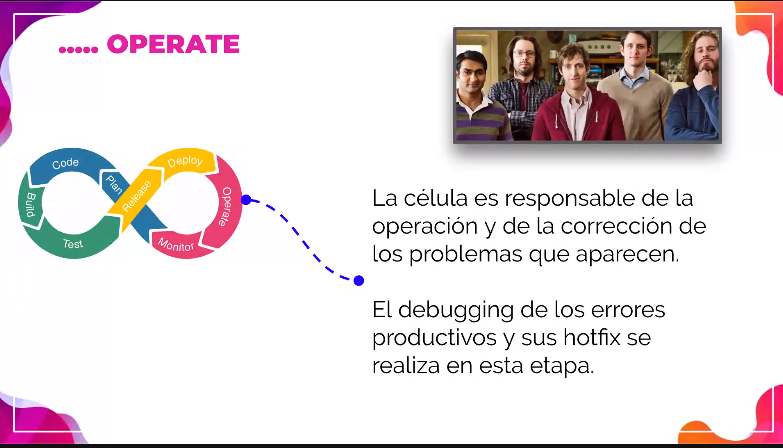 ..... OPERATE
Code
Plan
Release
Deploy
Build
Operate
Test
Monitor
La célula es responsable de la
operación y de la corrección de
los problemas que aparecen.
El debugging de los errores
productivos y sus hotfix se
realiza en esta etapa.